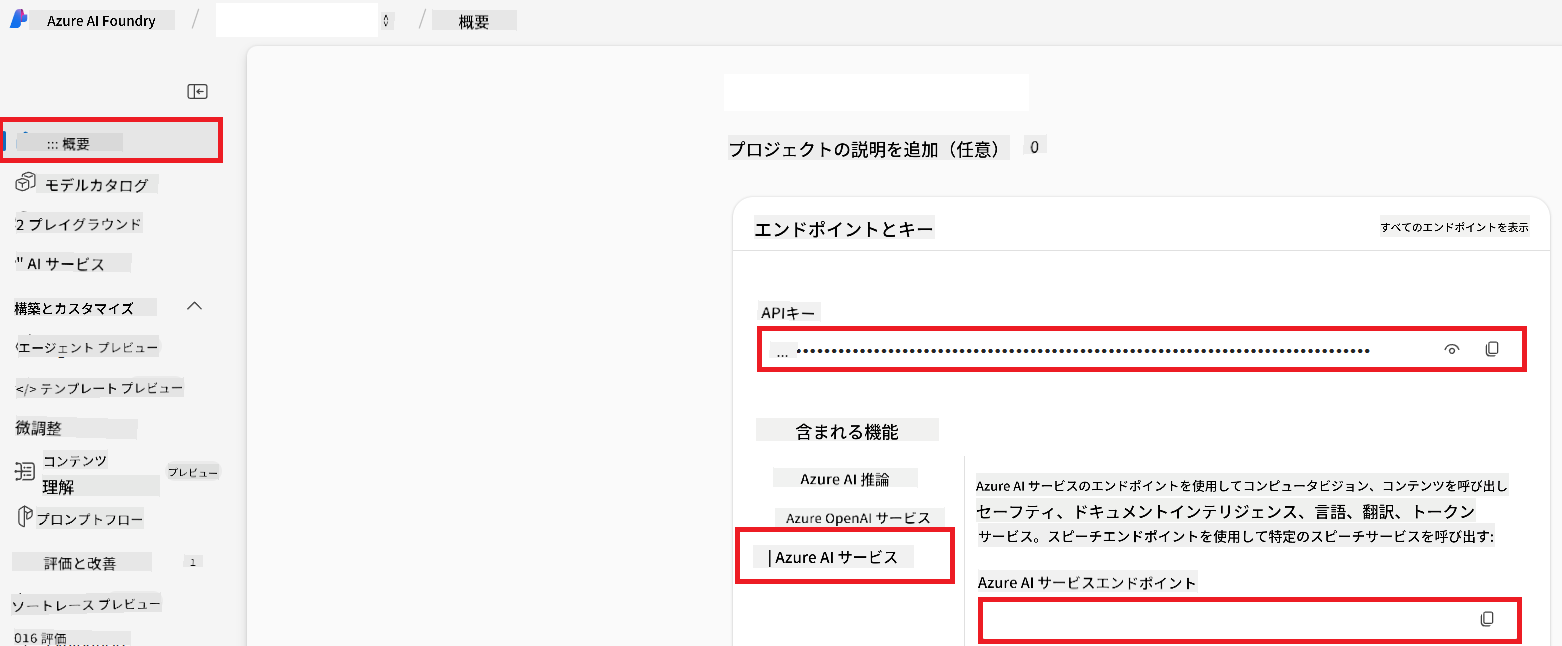 Azure AI Foundry / / 概要
::: 概要
モデルカタログ
2 プレイグラウンド
" AI サービス
構築とカスタマイズ
エージェント プレビュー
</> テンプレート プレビュー
微調整
コンテンツ
理解
プレビュー
プロンプトフロー
評価と改善 1
ソートレース プレビュー
016 評価
プロジェクトの説明を追加（任意） 0
エンドポイントとキー
すべてのエンドポイントを表示
APIキー
... ••••••••••••••••••••••••••••••••••••••••••••••••••••••••••••••••••••••••••••••••••
含まれる機能
Azure AI 推論
Azure OpenAI サービス
| Azure AI サービス
Azure AI サービスのエンドポイントを使用してコンピュータビジョン、コンテンツを呼び出し
セーフティ、ドキュメントインテリジェンス、言語、翻訳、トークン
サービス。スピーチエンドポイントを使用して特定のスピーチサービスを呼び出す:
Azure AI サービスエンドポイント